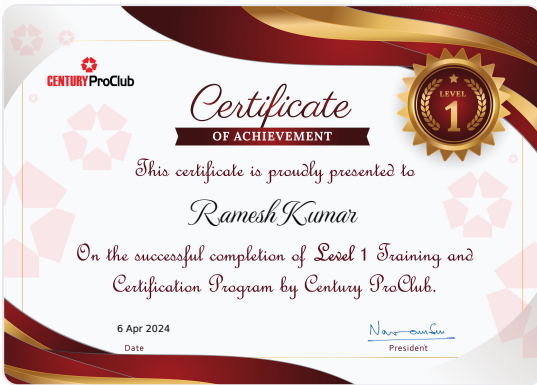 CENTURY ProClub
LEVEL
1
Certificate
OF ACHIEVEMENT
This certificate is proudly presented to
Ramesh Kumar
On the successful completion of Level 1 Training and
Certification Program by Century ProClub.
6 Apr 2024
Date
President